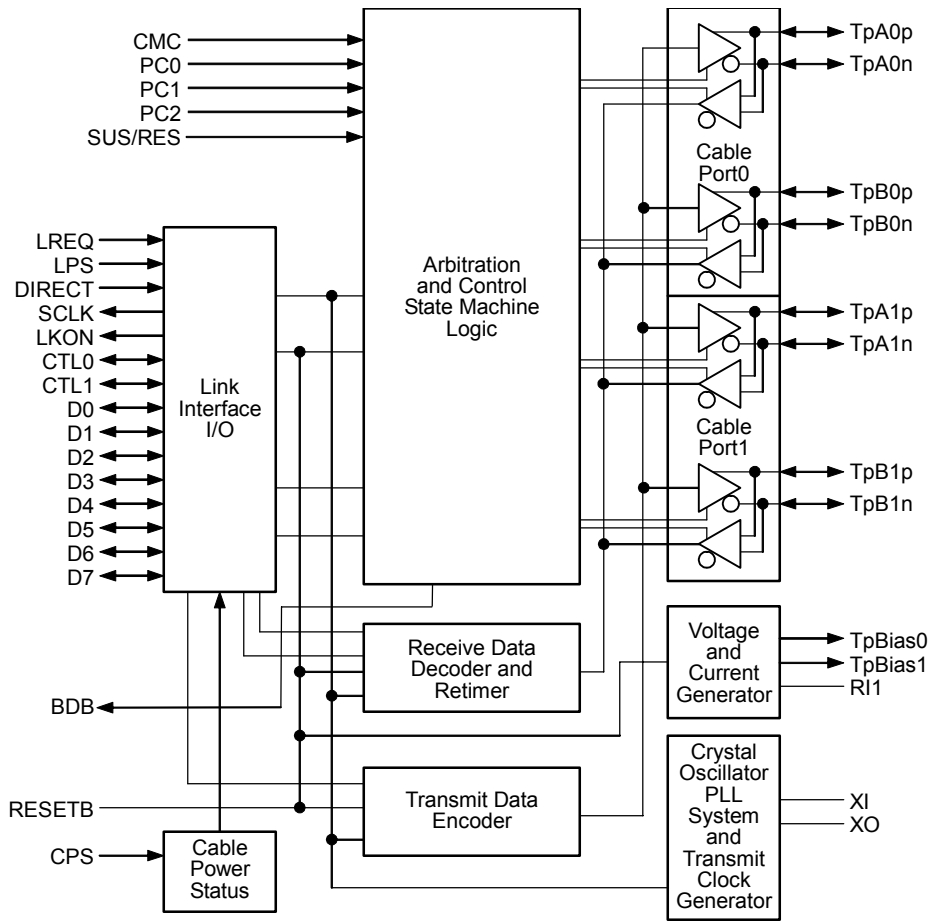 CMC
PC0
PC1
PC2
SUS/RES
LREQ
LPS
DIRECT
SCLK
LKON
CTL0
CTL1
D0
D1
D2
D3
D4
D5
D6
D7
BDB
RESETB
CPS
Link
Interface
I/O
Cable
Power
Status
Arbitration
and Control
State Machine
Logic
Receive Data
Decoder and
Retimer
Transmit Data
Encoder
Cable
Port0
Cable
Port1
Voltage
and
Current
Generator
Crystal
Oscillator
PLL
System
and
Transmit
Clock
Generator
TpA0p
TpA0n
TpB0p
TpB0n
TpA1p
TpA1n
TpB1p
TpB1n
TpBias0
TpBias1
RI1
XI
XO